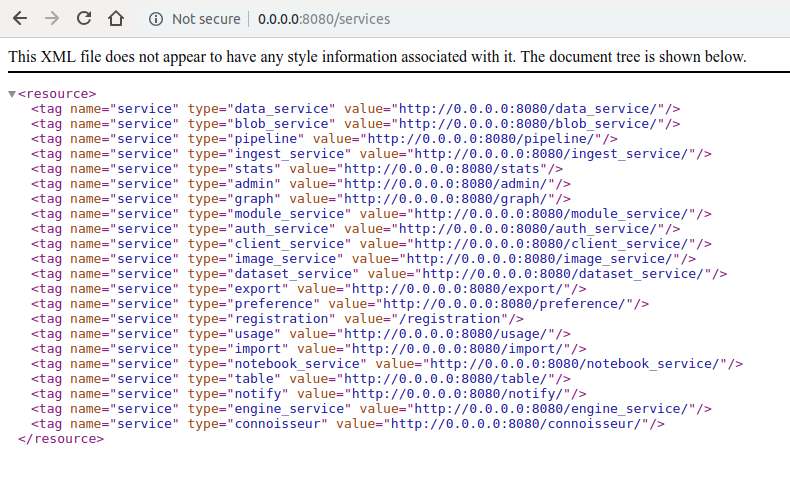 Not secure | 0.0.0.0:8080/services
This XML file does not appear to have any style information associated with it. The document tree is shown below.
▼<resource>
<tag name="service" type="data_service" value="http://0.0.0.0:8080/data_service/"/>
<tag name="service" type="blob_service" value="http://0.0.0.0:8080/blob_service/"/>
<tag name="service" type="pipeline" value="http://0.0.0.0:8080/pipeline/"/>
<tag name="service" type="ingest_service" value="http://0.0.0.0:8080/ingest_service/"/>
<tag name="service" type="stats" value="http://0.0.0.0:8080/stats"/>
<tag name="service" type="admin" value="http://0.0.0.0:8080/admin/"/>
<tag name="service" type="graph" value="http://0.0.0.0:8080/graph/"/>
<tag name="service" type="module_service" value="http://0.0.0.0:8080/module_service/"/>
<tag name="service" type="auth_service" value="http://0.0.0.0:8080/auth_service/"/>
<tag name="service" type="client_service" value="http://0.0.0.0:8080/client_service/"/>
<tag name="service" type="image_service" value="http://0.0.0.0:8080/image_service/"/>
<tag name="service" type="dataset_service" value="http://0.0.0.0:8080/dataset_service/"/>
<tag name="service" type="export" value="http://0.0.0.0:8080/export/"/>
<tag name="service" type="preference" value="http://0.0.0.0:8080/preference/"/>
<tag name="service" type="registration" value="/registration"/>
<tag name="service" type="usage" value="http://0.0.0.0:8080/usage/"/>
<tag name="service" type="import" value="http://0.0.0.0:8080/import/"/>
<tag name="service" type="notebook_service" value="http://0.0.0.0:8080/notebook_service/"/>
<tag name="service" type="table" value="http://0.0.0.0:8080/table/"/>
<tag name="service" type="notify" value="http://0.0.0.0:8080/notify/"/>
<tag name="service" type="engine_service" value="http://0.0.0.0:8080/engine_service/"/>
<tag name="service" type="connoisseur" value="http://0.0.0.0:8080/connoisseur/"/>
</resource>